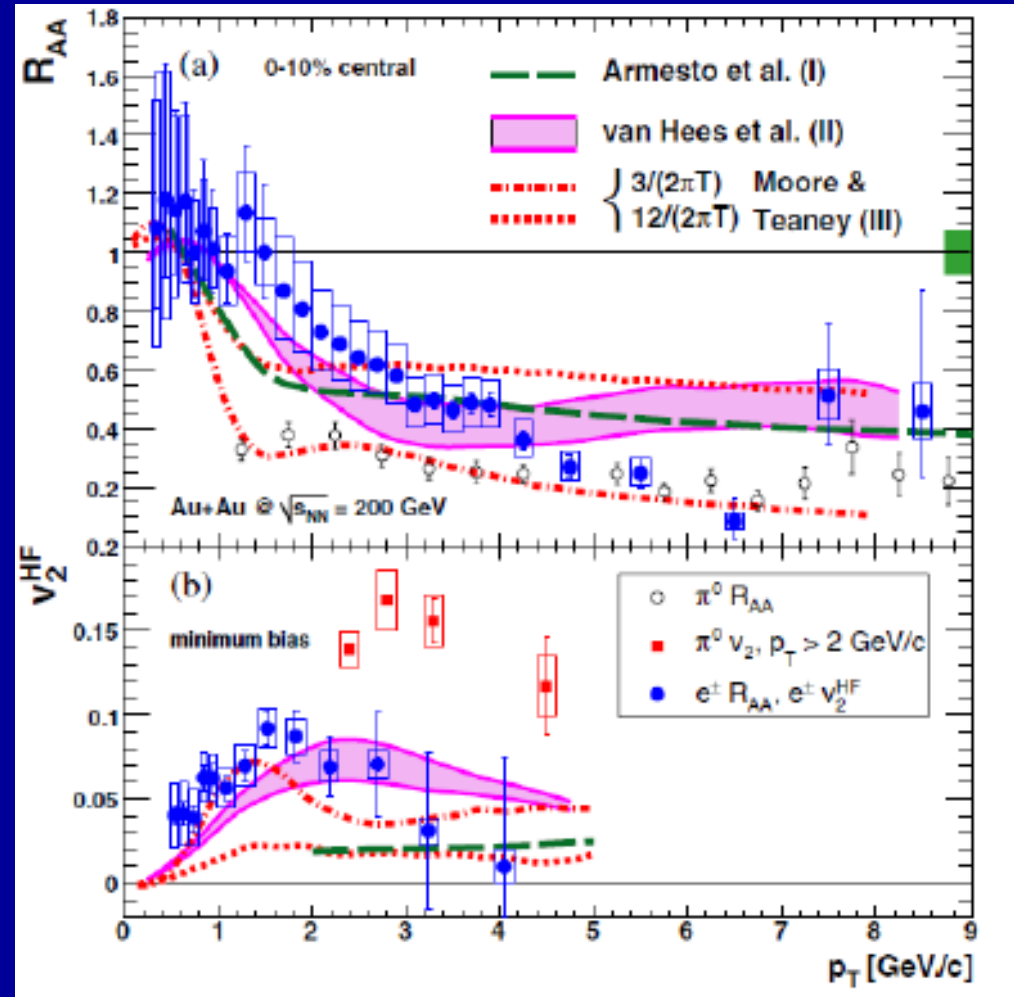 R_AA
1.8
1.6
1.4
1.2
1
0.8
0.6
0.4
0.2
(a)
0-10% central
Armesto et al. (I)
van Hees et al. (II)
3/(2πT) Moore &
12/(2πT) Teaney (III)
Au+Au @ √s_NN = 200 GeV
v_2^HF
0.2
0.15
0.1
0.05
0
(b)
minimum bias
π⁰ R_AA
π⁰ v_2, p_T > 2 GeV/c
e± R_AA, e± v_2^HF
0 1 2 3 4 5 6 7 8 9
p_T [GeV/c]